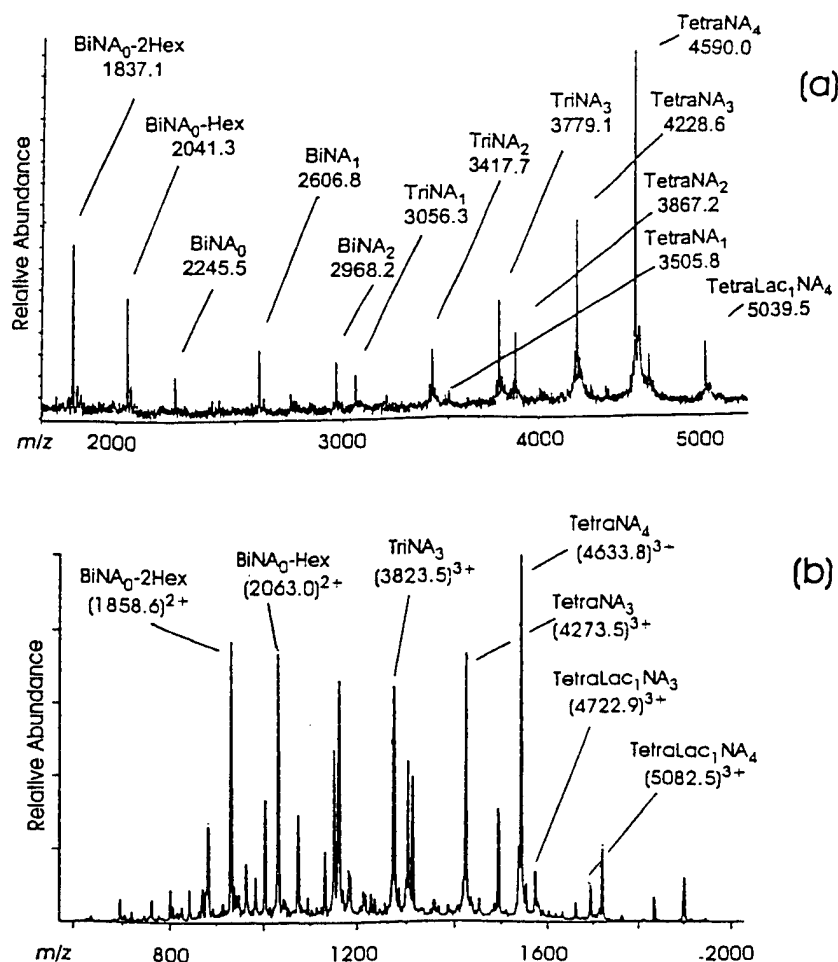 (a)
Relative Abundance
BiNA₀-2Hex
1837.1
BiNA₀-Hex
2041.3
BiNA₀
2245.5
BiNA₁
2606.8
BiNA₂
2968.2
TriNA₁
3056.3
TriNA₂
3417.7
TriNA₃
3779.1
TetraNA₄
4590.0
TetraNA₃
4228.6
TetraNA₂
3867.2
TetraNA₁
3505.8
TetraLac₁NA₄
5039.5
m/z
2000
3000
4000
5000
(b)
Relative Abundance
BiNA₀-2Hex
(1858.6)²⁺
BiNA₀-Hex
(2063.0)²⁺
TriNA₃
(3823.5)³⁺
TetraNA₄
(4633.8)³⁺
TetraNA₃
(4273.5)³⁺
TetraLac₁NA₃
(4722.9)³⁺
TetraLac₁NA₄
(5082.5)³⁺
m/z
800
1200
1600
-2000